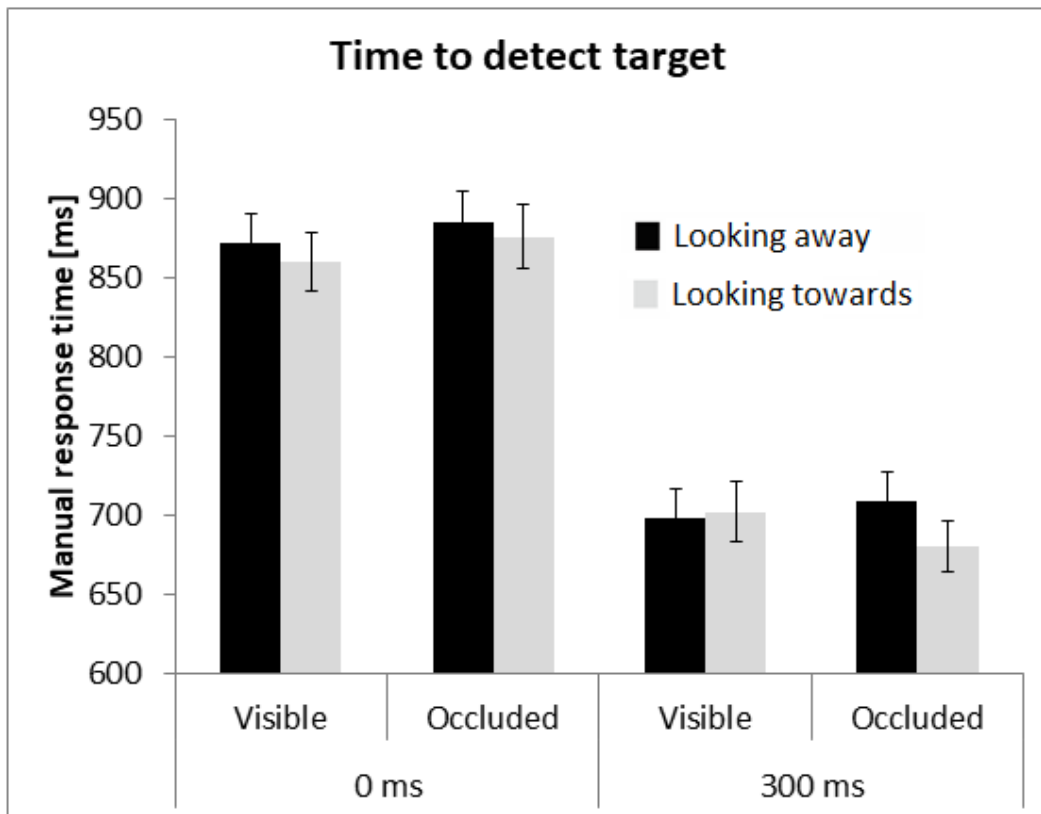 Time to detect target
Manual response time [ms]
950
900
850
800
750
700
650
600
Looking away
Looking towards
Visible Occluded Visible Occluded
0 ms 300 ms